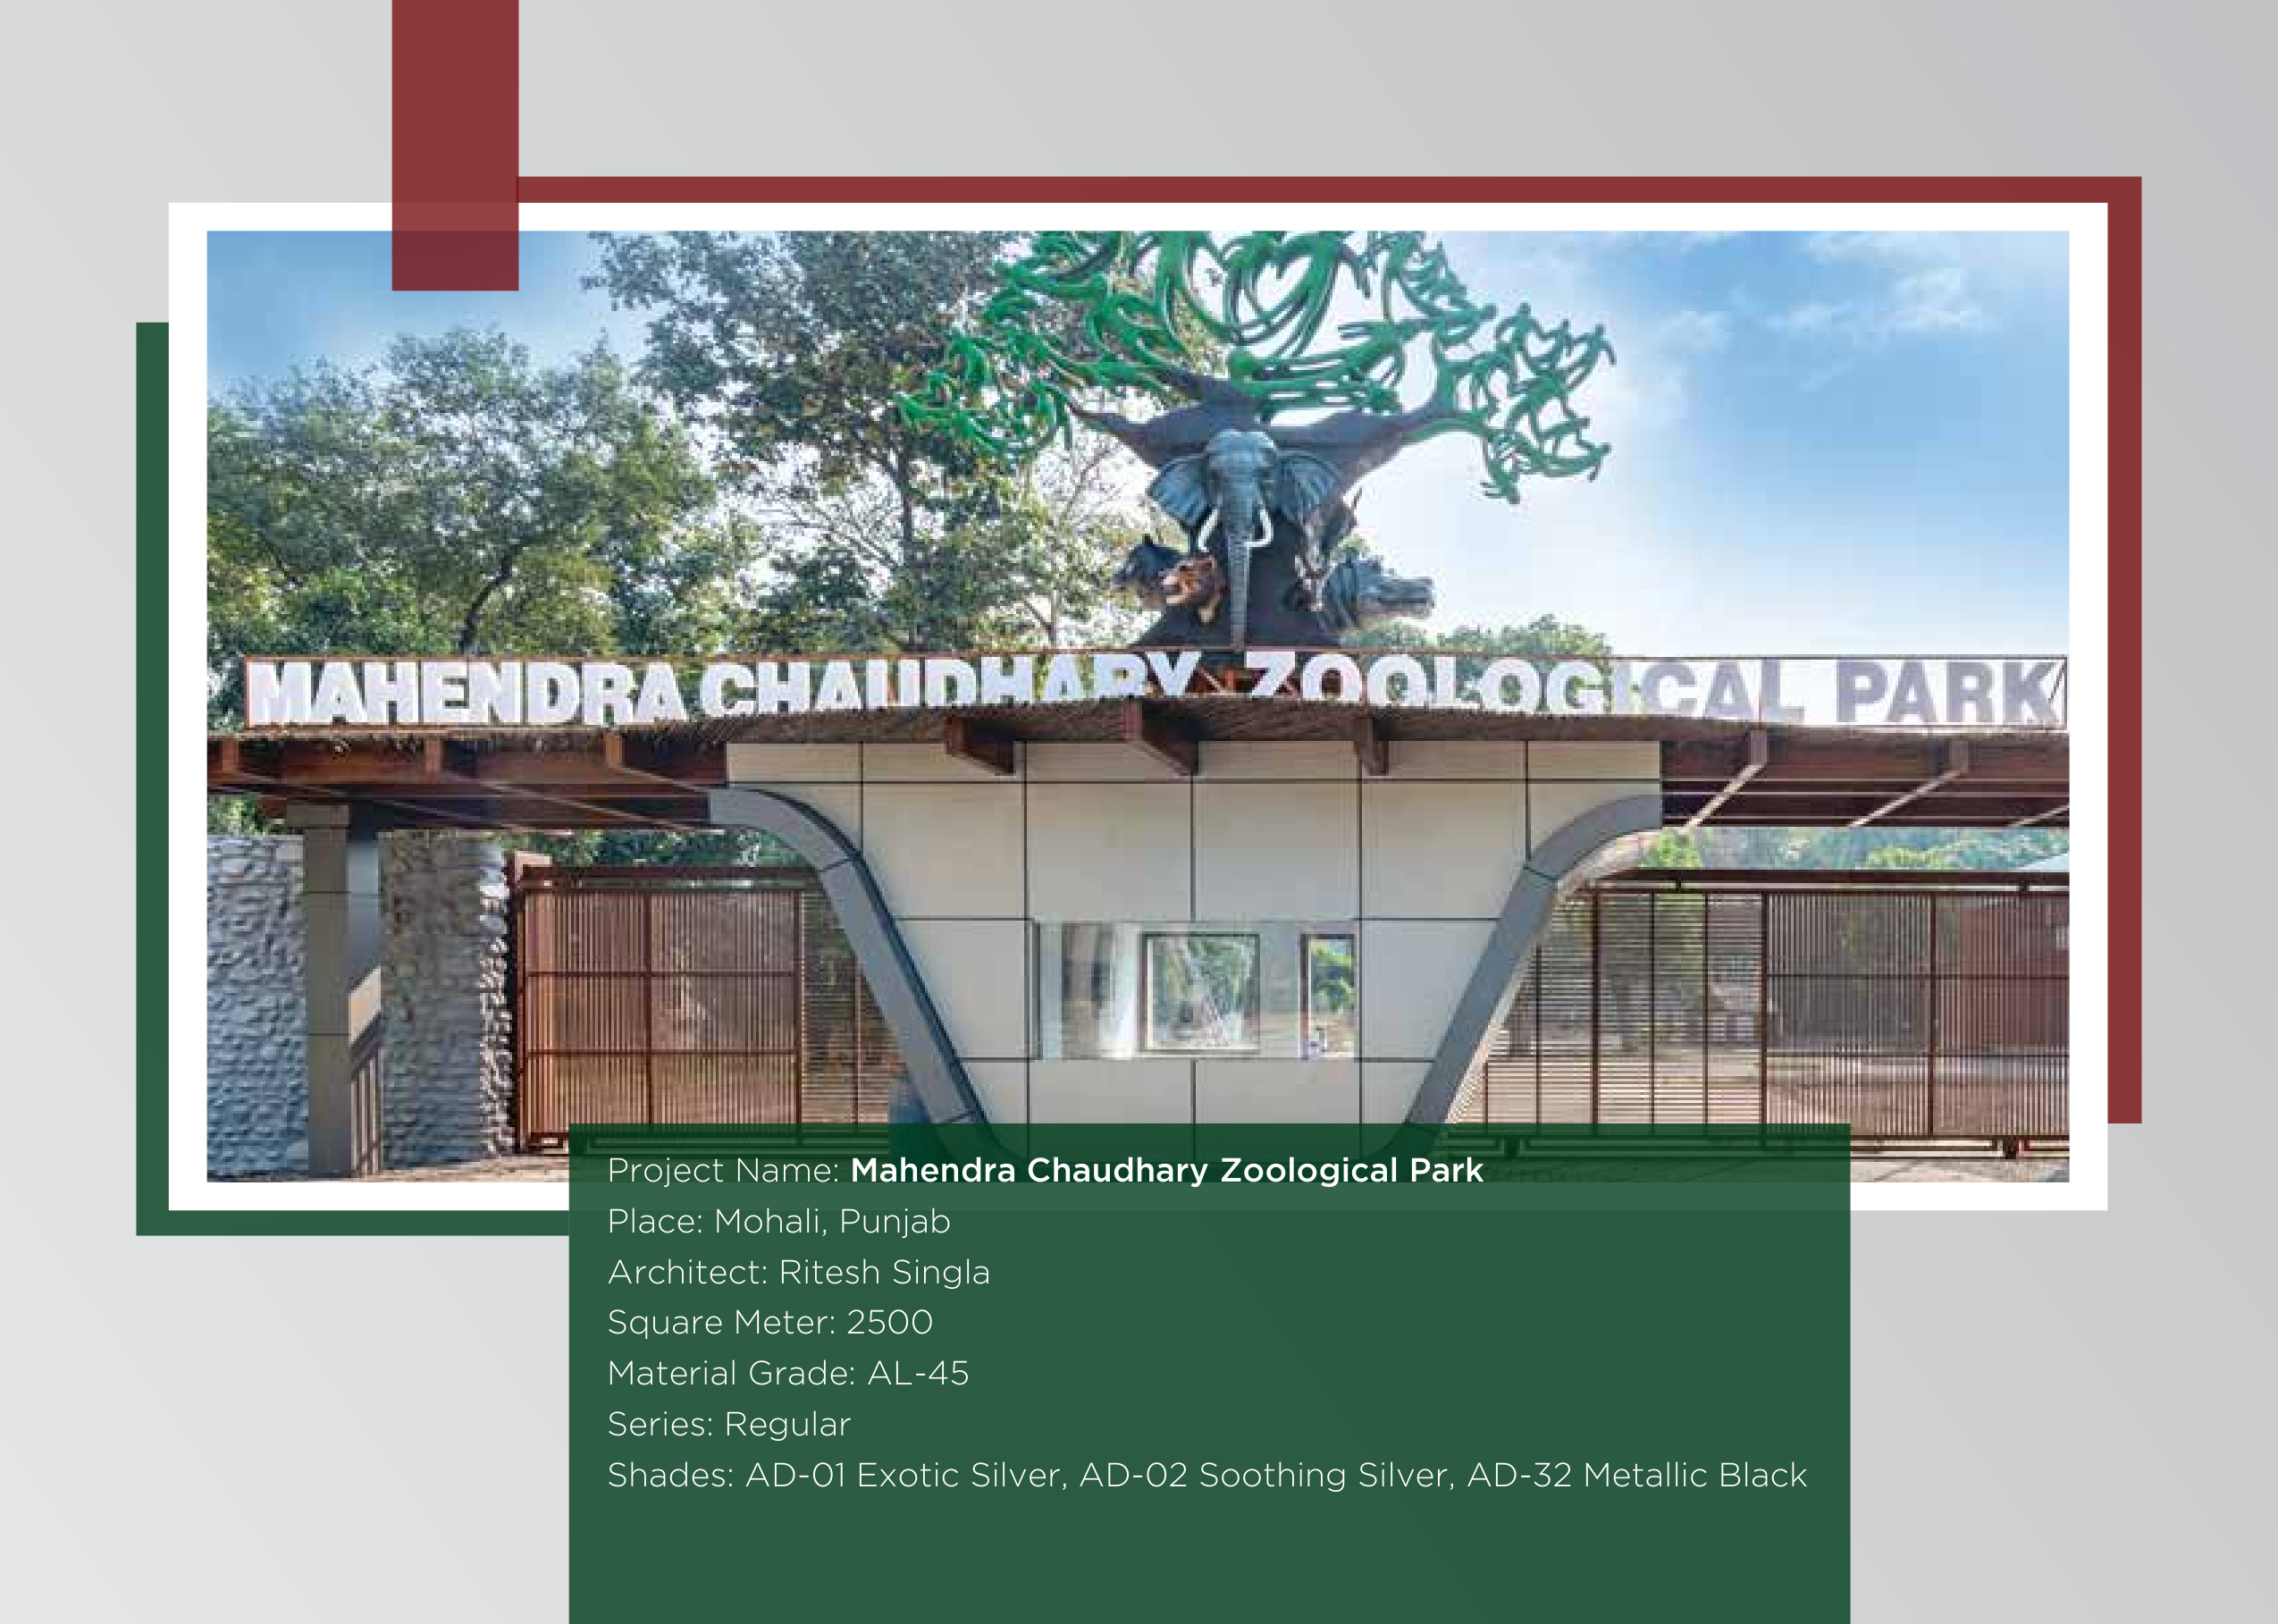 MAHENDRA CHAUDHARY ZOOLOGICAL PARK
Project Name: Mahendra Chaudhary Zoological Park
Place: Mohali, Punjab
Architect: Ritesh Singla
Square Meter: 2500
Material Grade: AL-45
Series: Regular
Shades: AD-01 Exotic Silver, AD-02 Soothing Silver, AD-32 Metallic Black